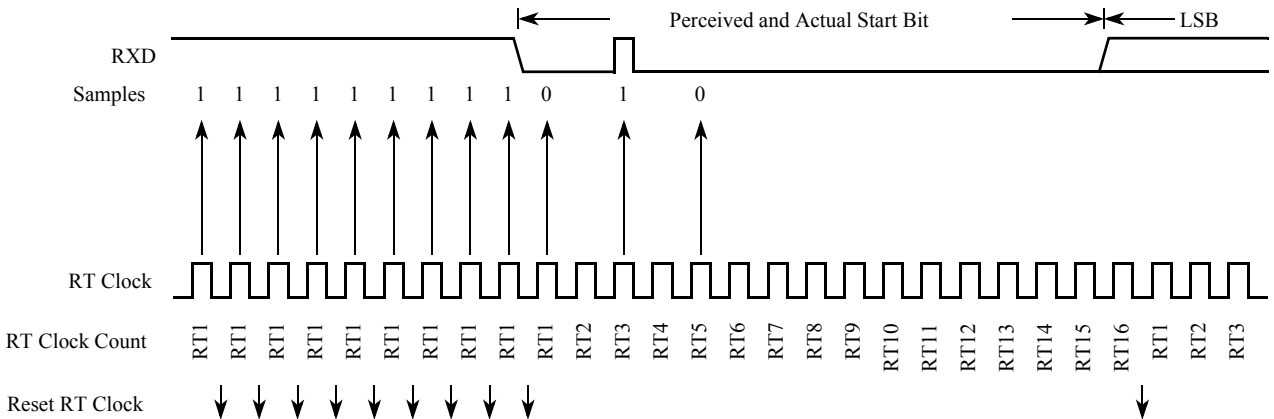 Perceived and Actual Start Bit LSB
RXD
Samples 1 1 1 1 1 1 1 1 1 0 1 0
RT Clock
RT Clock Count RT1 RT1 RT1 RT1 RT1 RT1 RT1 RT1 RT1 RT1 RT2 RT3 RT4 RT5 RT6 RT7 RT8 RT9 RT10 RT11 RT12 RT13 RT14 RT15 RT16 RT1 RT2 RT3
Reset RT Clock